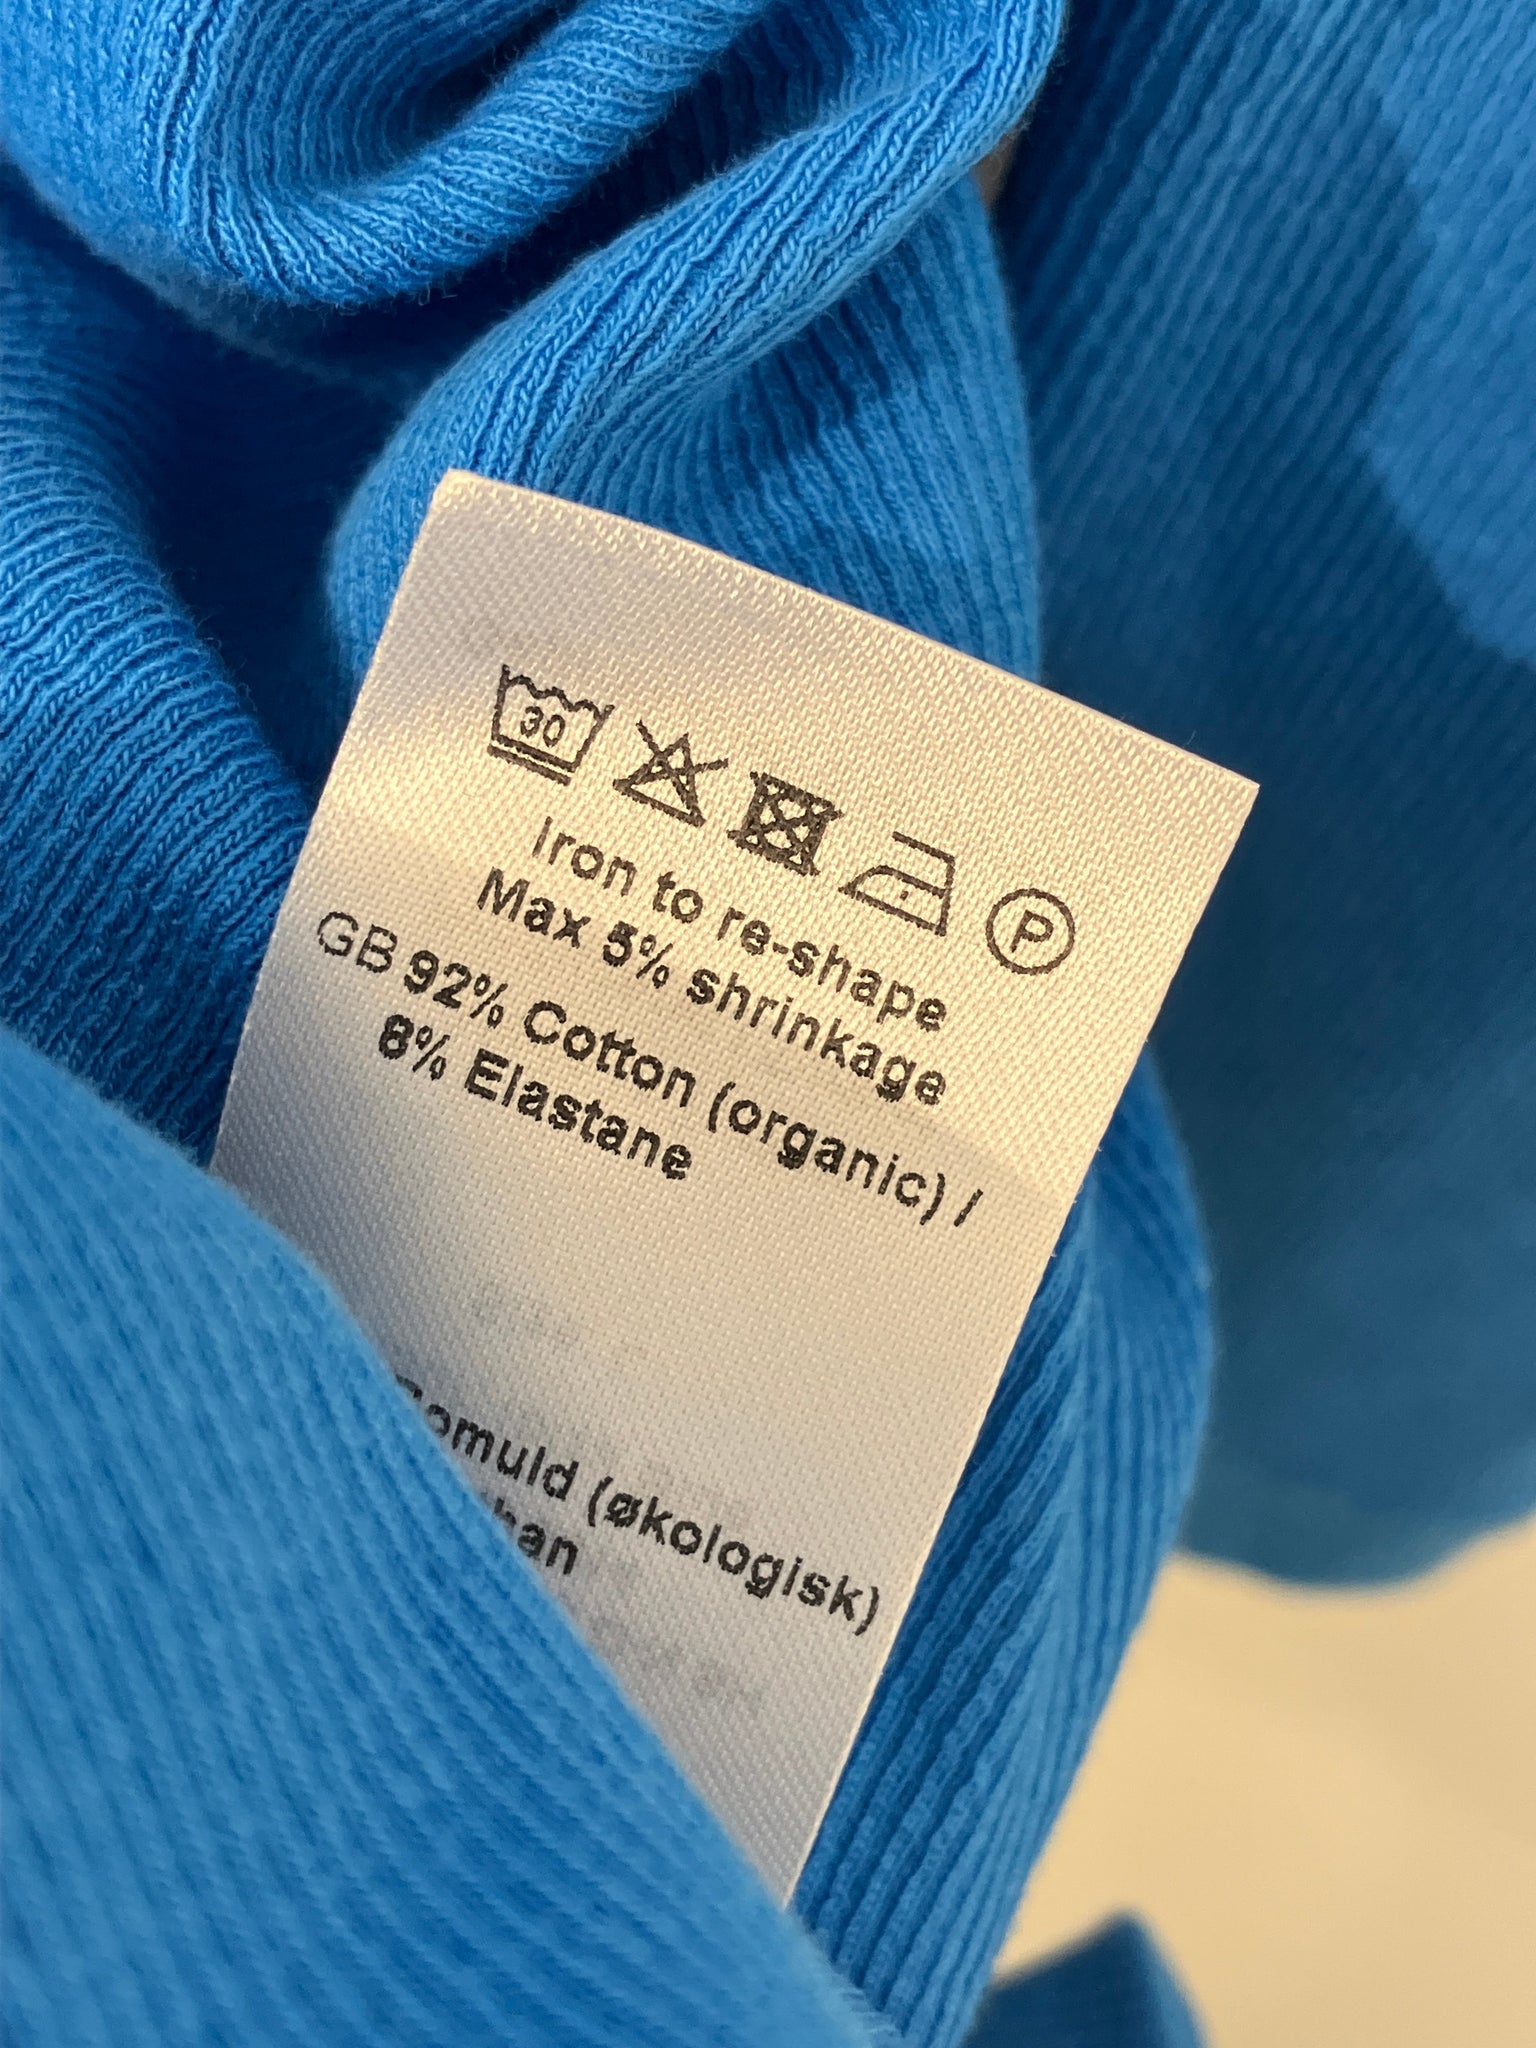 30
P
Iron to re-shape
Max 5% shrinkage
GB 92% Cotton (organic) /
8% Elastane
(økologisk)